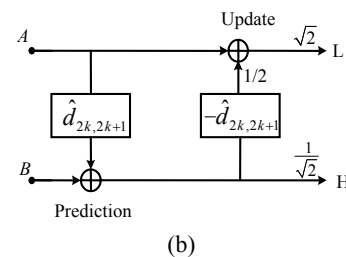 Update
A
√2
L
1/2
d̂2k,2k+1
−d̂2k,2k+1
B
1/√2
H
Prediction
(b)